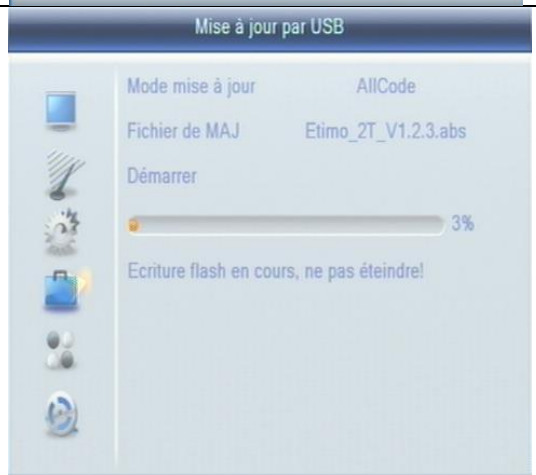 Mise à jour par USB
Mode mise à jour AllCode
Fichier de MAJ Etimo_2T_V1.2.3.abs
Démarrer
3%
Ecriture flash en cours, ne pas éteindre!